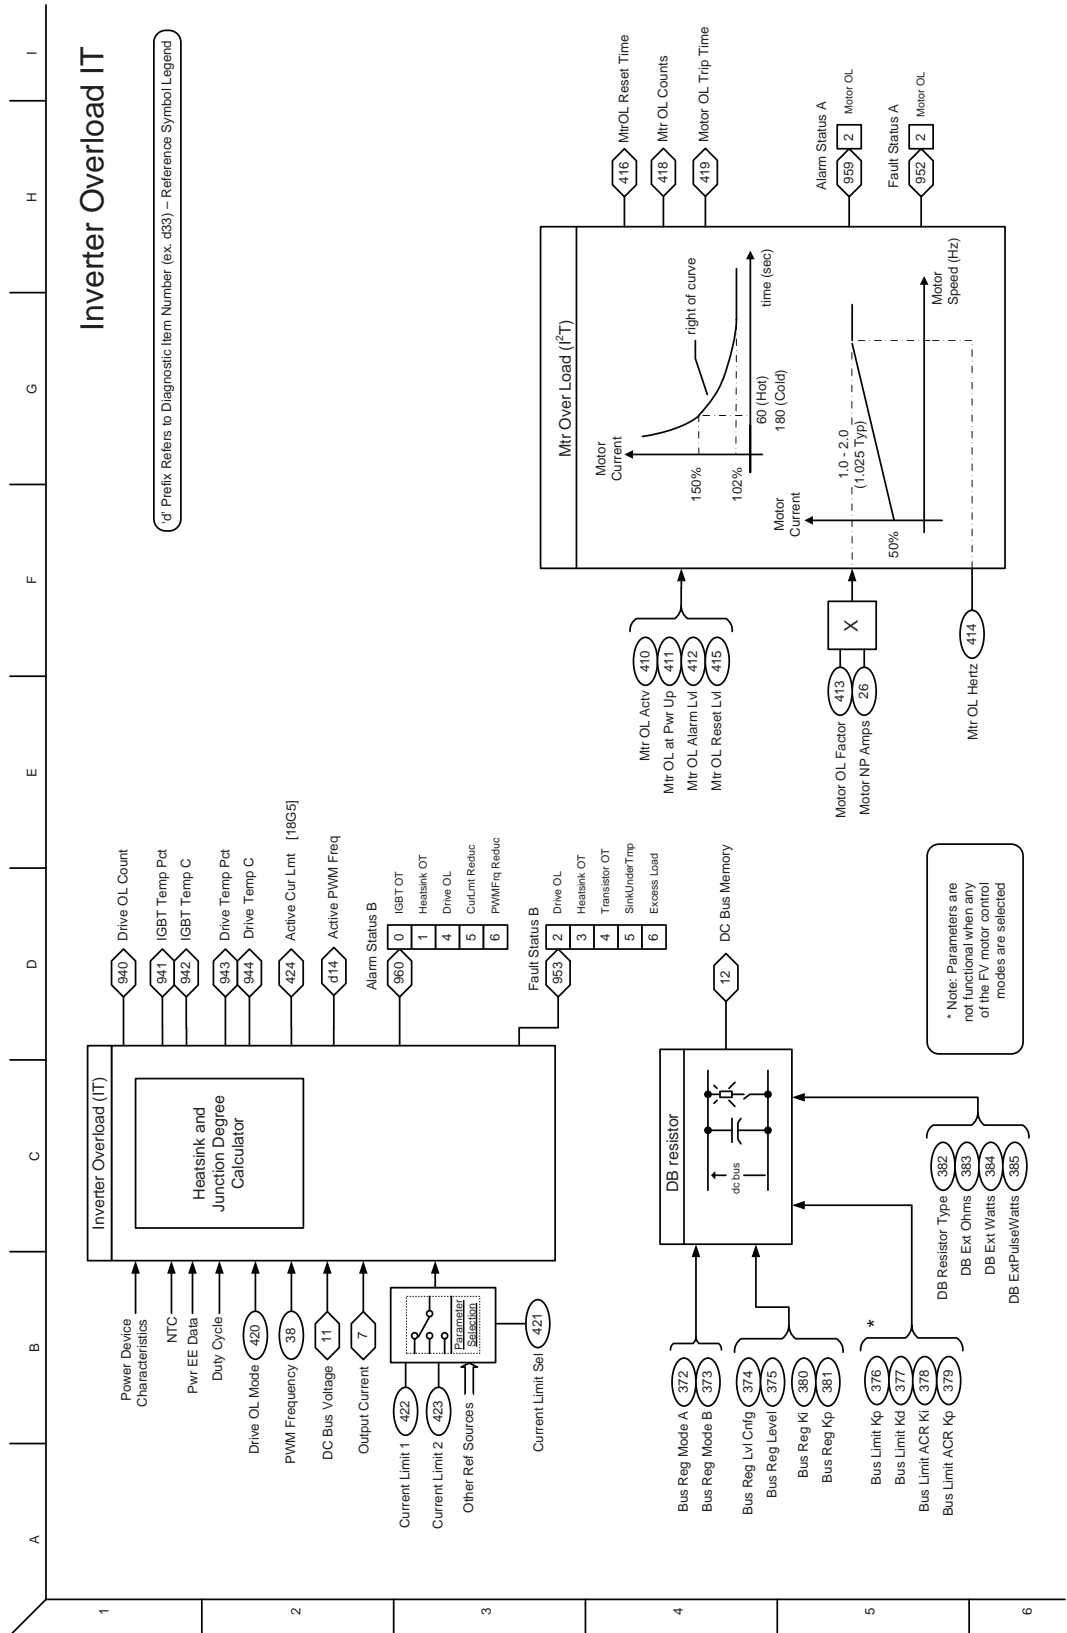 A
B
C
D
E
F
G
H
I
1
2
3
4
5
6
Inverter Overload IT
'd' Prefix Refers to Diagnostic Item Number (ex. d33) – Reference Symbol Legend
Power Device
Characteristics
NTC
Pwr EE Data
Duty Cycle
Drive OL Mode
420
PWM Frequency
38
DC Bus Voltage
11
Output Current
7
Current Limit 1
422
Current Limit 2
423
Other Ref Sources
Parameter
Selection
Current Limit Sel
421
Inverter Overload (IT)
Heatsink and
Junction Degree
Calculator
940
Drive OL Count
941
IGBT Temp Pct
942
IGBT Temp C
943
Drive Temp Pct
944
Drive Temp C
424
Active Cur Lmt [18G5]
d14
Active PWM Freq
Alarm Status B
960
0
IGBT OT
1
Heatsink OT
4
Drive OL
5
CurLmt Reduc
6
PWMFrq Reduc
Fault Status B
953
2
Drive OL
3
Heatsink OT
4
Transistor OT
5
SinkUnderTmp
6
Excess Load
Bus Reg Mode A
372
Bus Reg Mode B
373
Bus Reg Lvl Cnfg
374
Bus Reg Level
375
Bus Reg Ki
380
Bus Reg Kp
381
*
Bus Limit Kp
376
Bus Limit Kd
377
Bus Limit ACR Ki
378
Bus Limit ACR Kp
379
DB resistor
dc bus
12
DC Bus Memory
DB Resistor Type
382
DB Ext Ohms
383
DB Ext Watts
384
DB ExtPulseWatts
385
* Note: Parameters are
not functional when any
of the FV motor control
modes are selected
Mtr OL Actv
410
Mtr OL at Pwr Up
411
Mtr OL Alarm Lvl
412
Mtr OL Reset Lvl
415
Motor OL Factor
413
Motor NP Amps
26
X
Mtr OL Hertz
414
Mtr Over Load (I²T)
Motor
Current
150%
102%
right of curve
60 (Hot)
180 (Cold)
time (sec)
Motor
Current
1.0 - 2.0
(1.025 Typ)
50%
Motor
Speed (Hz)
416
MtrOL Reset Time
418
Mtr OL Counts
419
Motor OL Trip Time
Alarm Status A
959
2
Motor OL
Fault Status A
952
2
Motor OL